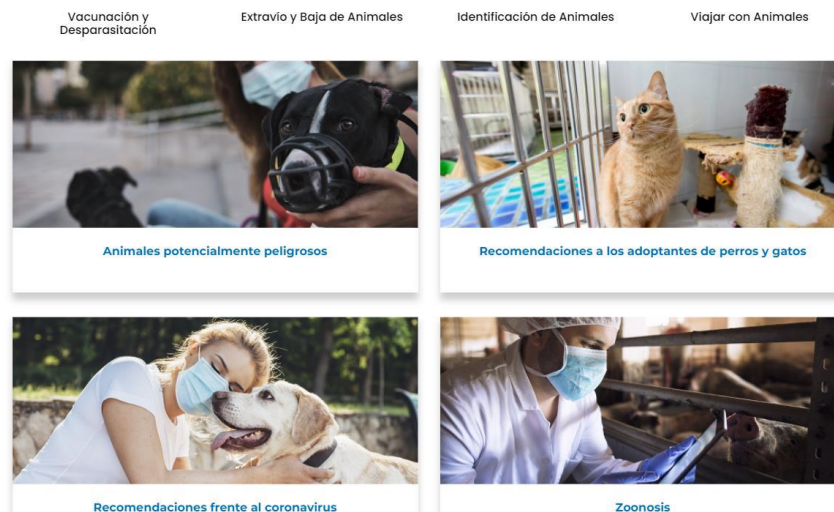 Vacunación y
Desparasitación
Extravío y Baja de Animales
Identificación de Animales
Viajar con Animales
Animales potencialmente peligrosos
Recomendaciones a los adoptantes de perros y gatos
Recomendaciones frente al coronavirus
Zoonosis